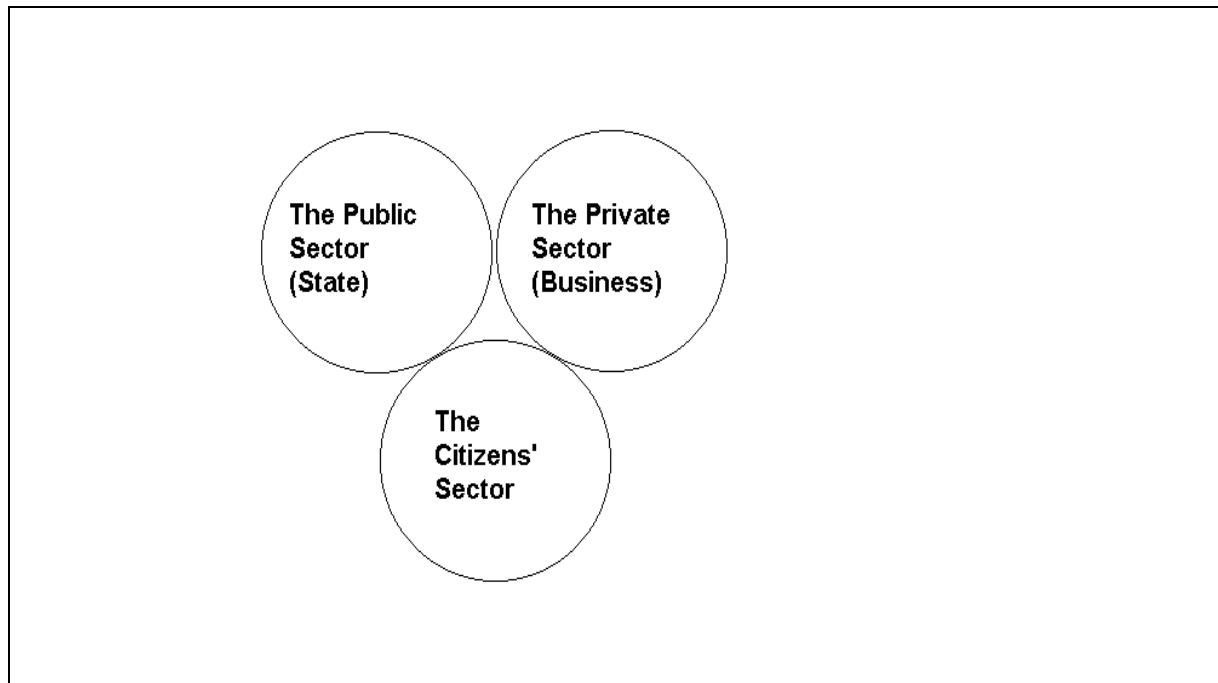 The Public
Sector
(State)
The Private
Sector
(Business)
The
Citizens'
Sector